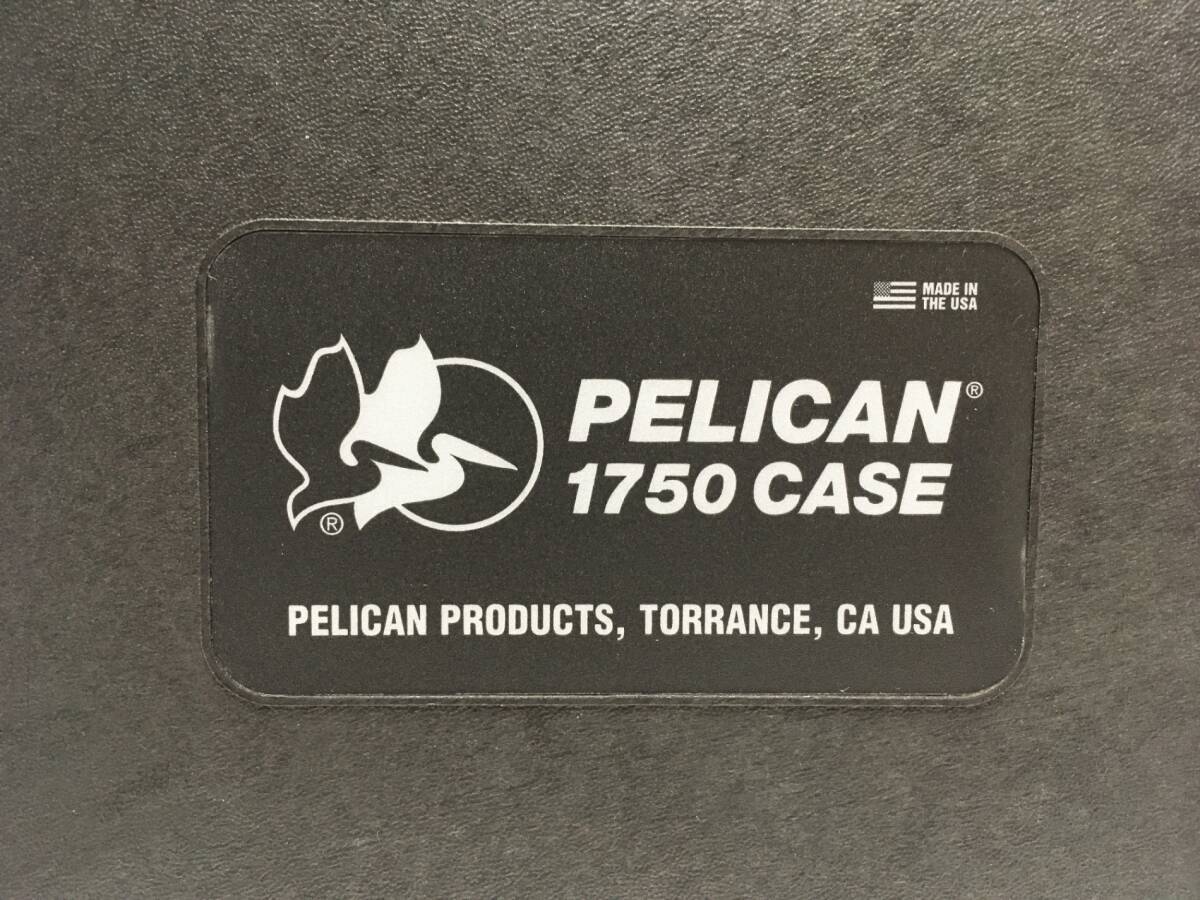 MADE IN
THE USA
PELICAN®
1750 CASE
®
PELICAN PRODUCTS, TORRANCE, CA USA